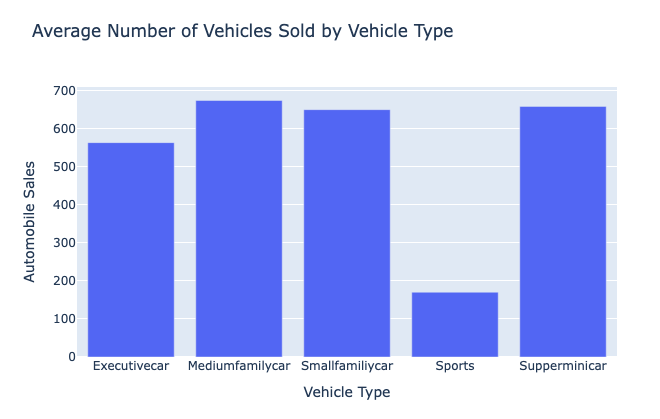 Average Number of Vehicles Sold by Vehicle Type
Automobile Sales
700
600
500
400
300
200
100
0
Executivecar Mediumfamilycar Smallfamiliycar Sports Supperminicar
Vehicle Type